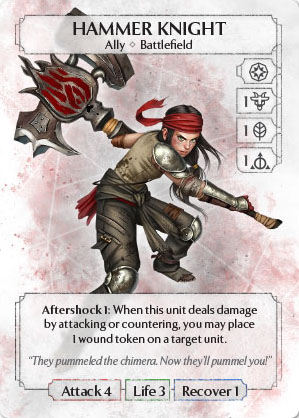 HAMMER KNIGHT
Ally ◇ Battlefield
1
1
1
Aftershock 1: When this unit deals damage
by attacking or countering, you may place
1 wound token on a target unit.
“They pummeled the chimera. Now they’ll pummel you!”
Attack 4 Life 3 Recover 1